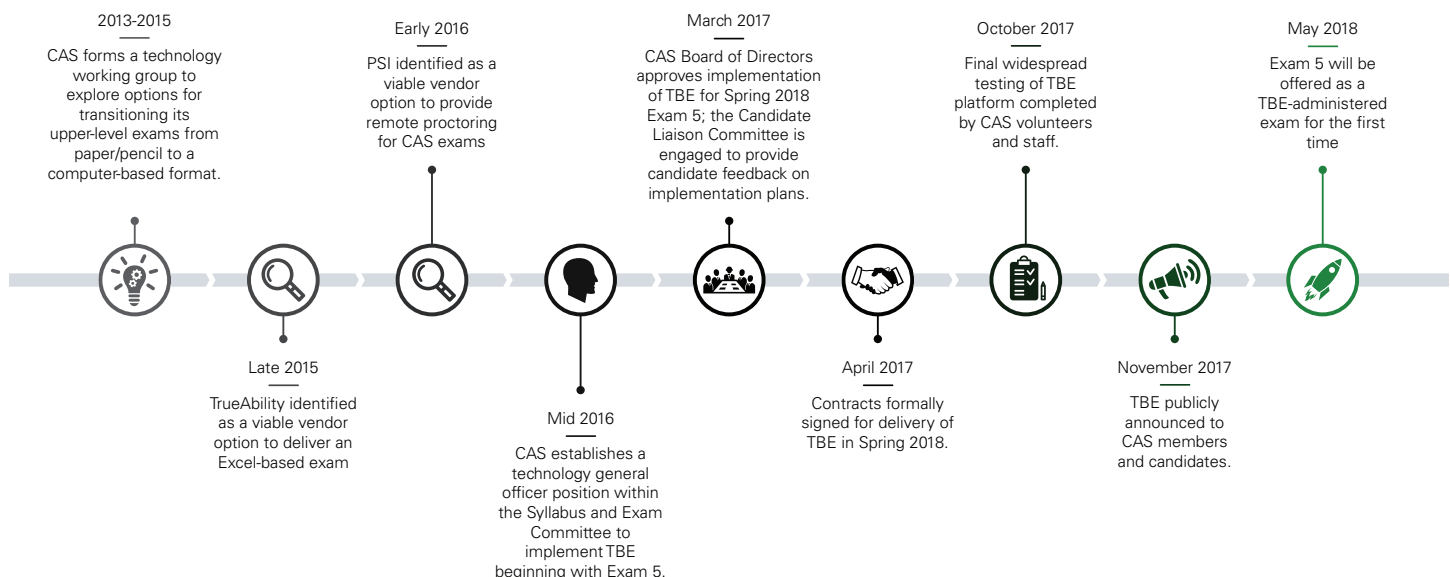 2013-2015
CAS forms a technology
working group to
explore options for
transitioning its
upper-level exams from
paper/pencil to a
computer-based format.
Late 2015
TrueAbility identified
as a viable vendor
option to deliver an
Excel-based exam
Early 2016
PSI identified as a
viable vendor
option to provide
remote proctoring
for CAS exams
Mid 2016
CAS establishes a
technology general
officer position within
the Syllabus and Exam
Committee to
implement TBE
beginning with Exam 5.
March 2017
CAS Board of Directors
approves implementation
of TBE for Spring 2018
Exam 5; the Candidate
Liaison Committee is
engaged to provide
candidate feedback on
implementation plans.
April 2017
Contracts formally
signed for delivery of
TBE in Spring 2018.
October 2017
Final widespread
testing of TBE
platform completed
by CAS volunteers
and staff.
November 2017
TBE publicly
announced to
CAS members
and candidates.
May 2018
Exam 5 will be
offered as a
TBE-administered
exam for the first
time